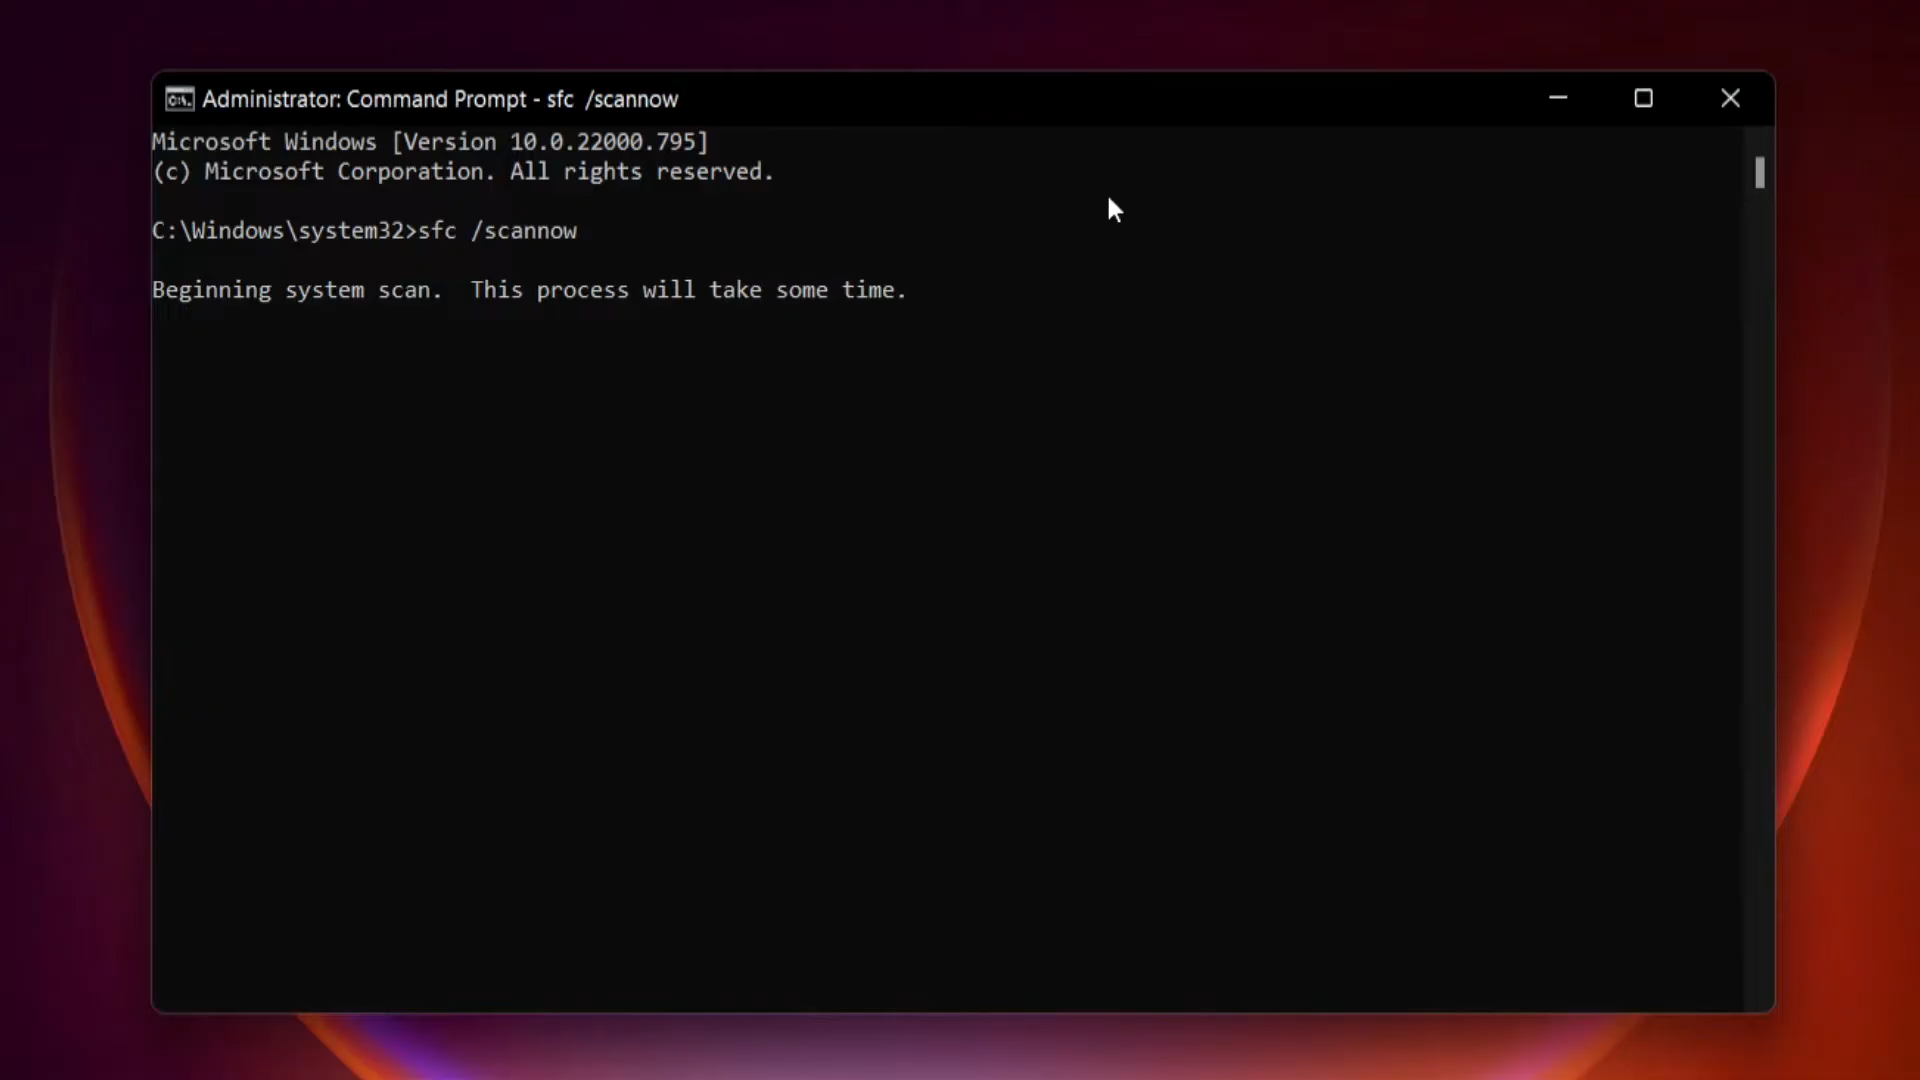 Administrator: Command Prompt - sfc  /scannow
Microsoft Windows [Version 10.0.22000.795]
(c) Microsoft Corporation. All rights reserved.
C:\Windows\system32>sfc /scannow
Beginning system scan.  This process will take some time.